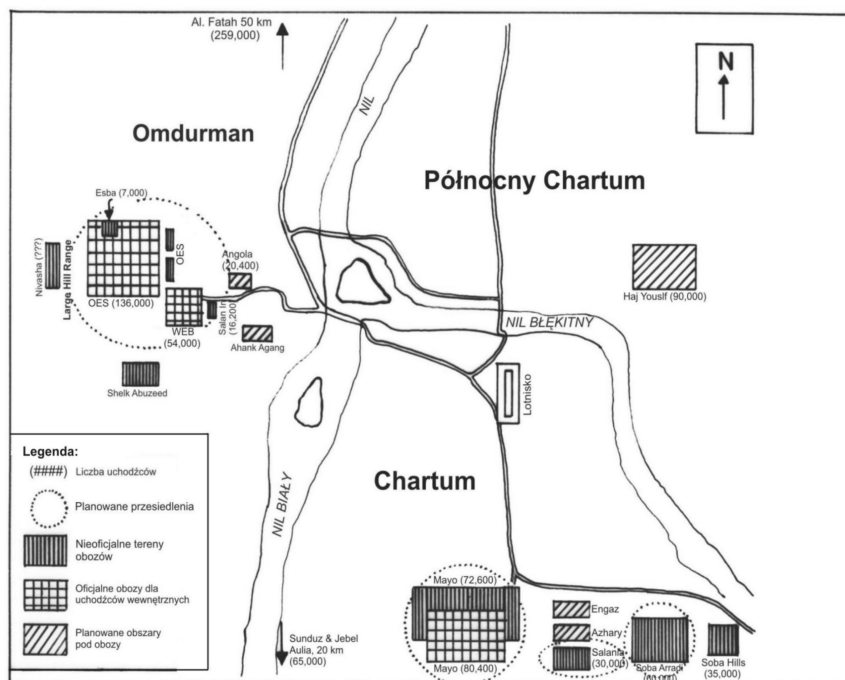 Al. Fatah 50 km
(259,000)
N
NIL
Omdurman
Północny Chartum
Esba (7,000)
Nivasha (???)
Large Hill Range
OES
OES (136,000)
Angola
(20,400)
WEB
(54,000)
Salan In
(16,200)
Ahank Agang
Shelk Abuzeed
Haj Youslf (90,000)
NIL BŁĘKITNY
Lotnisko
Chartum
NIL BIAŁY
Legenda:
(####) Liczba uchodźców
Planowane przesiedlenia
Nieoficjalne tereny
obozów
Oficjalne obozy dla
uchodźców wewnętrznych
Planowane obszary
pod obozy
Sunduz & Jebel
Aulia, 20 km
(65,000)
Mayo (72,600)
Mayo (80,400)
Engaz
Azhary
Salania
(30,000)
Soba Arradi
Soba Hills
(35,000)